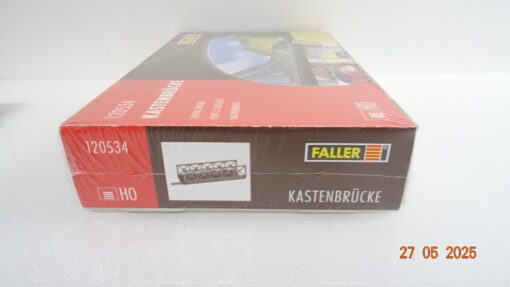 FALLER
120534
KASTENBRÜCKE
H0
120534
FALLER
H0
KASTENBRÜCKE
27 05 2025